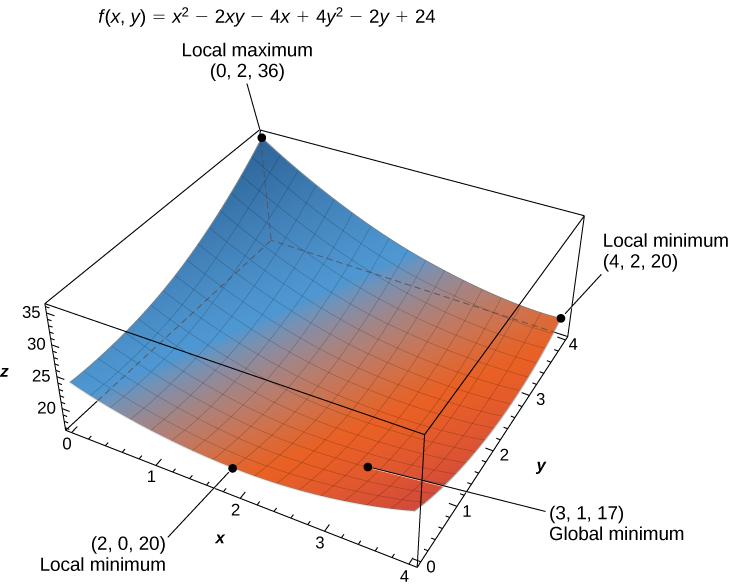 f(x, y) = x² − 2xy − 4x + 4y² − 2y + 24
Local maximum
(0, 2, 36)
Local minimum
(4, 2, 20)
35
30
25
20
z
0
1
2
3
4
x
0
1
2
3
4
y
(3, 1, 17)
Global minimum
(2, 0, 20)
Local minimum